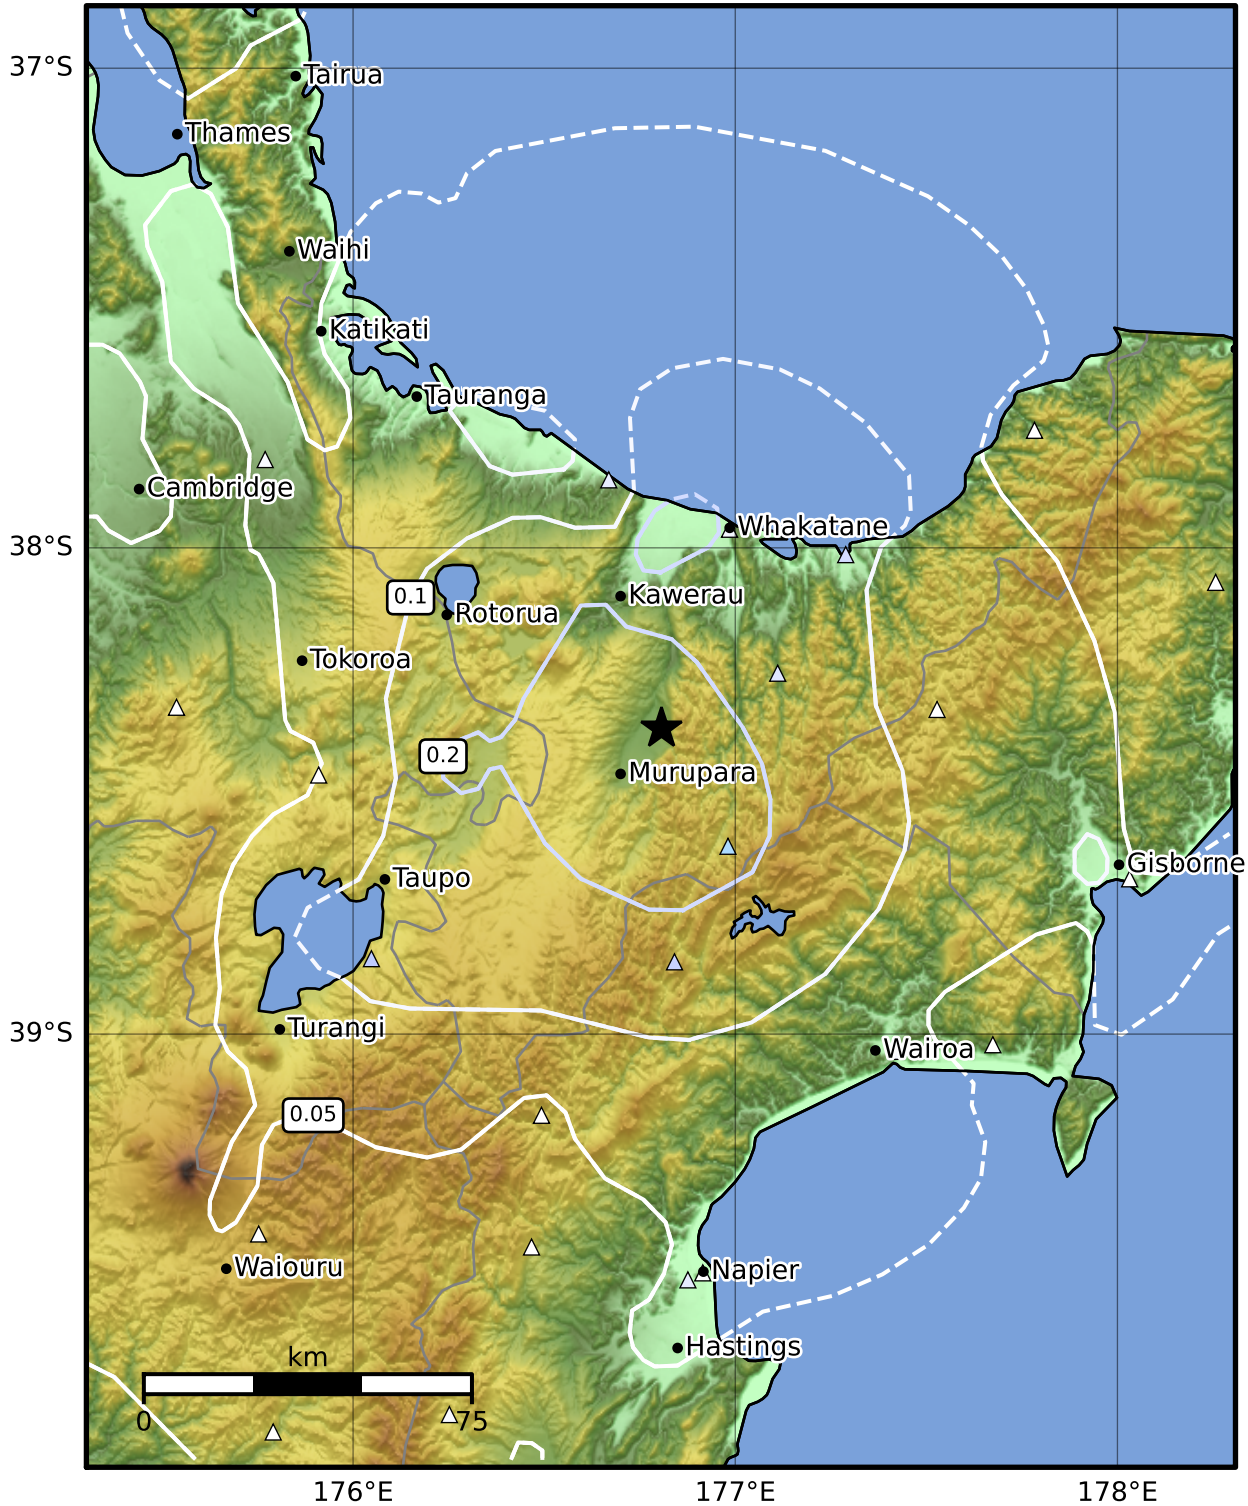 37°S
Tairua
Thames
Waihi
Katikati
Tauranga
Cambridge
Whakatane
38°S
0.1
Kawerau
Rotorua
Tokoroa
0.2
Murupara
Gisborne
Taupo
Turangi
39°S
Wairoa
0.05
Waiouru
Napier
Hastings
km
0
75
176°E
177°E
178°E